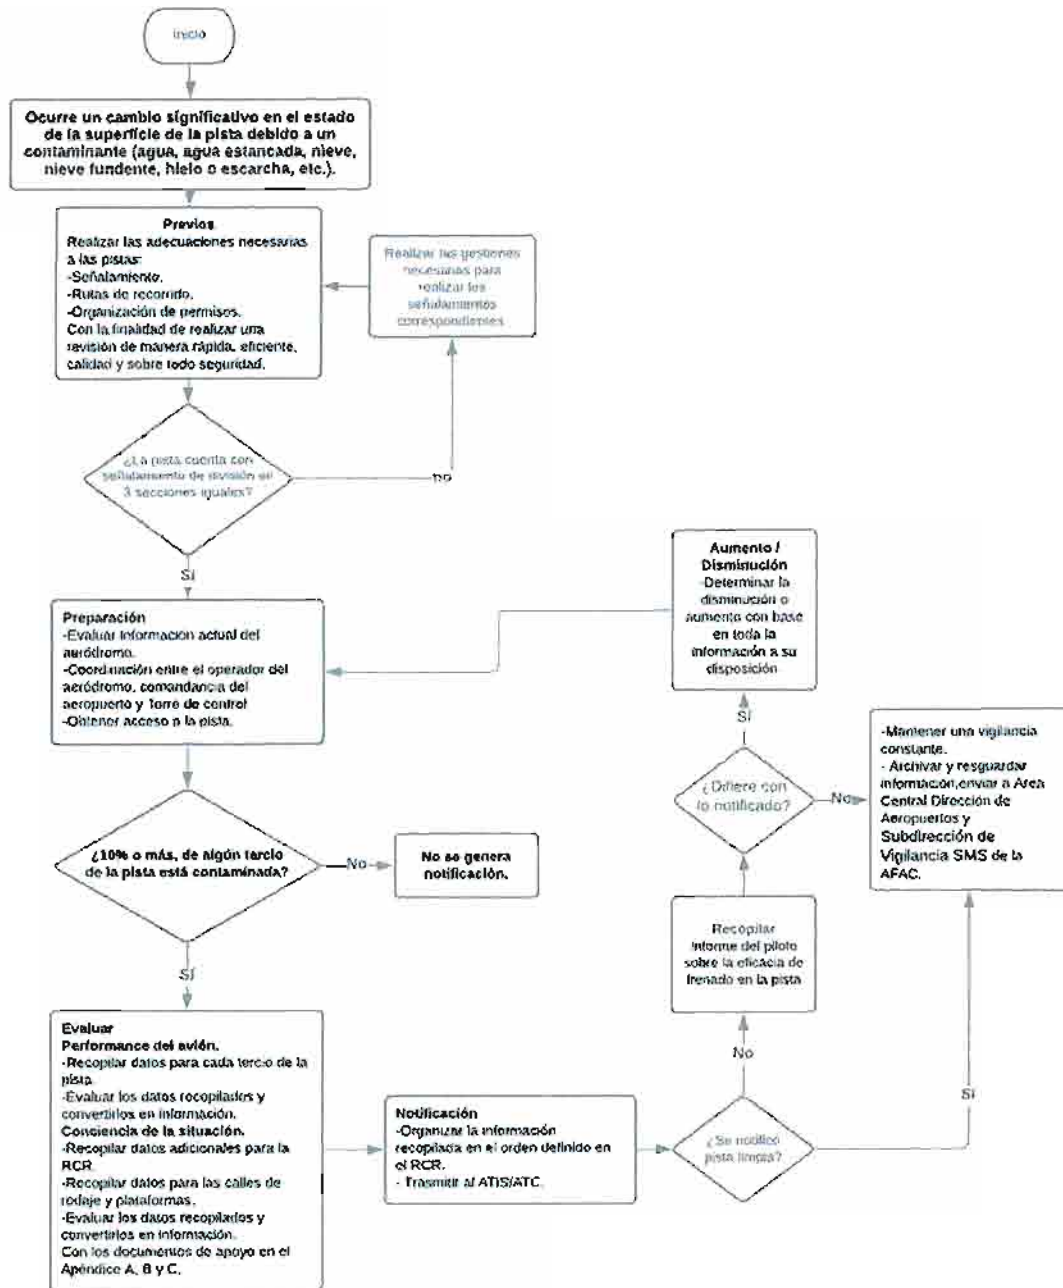 inicio
Ocurre un cambio significativo en el estado
de la superficie de la pista debido a un
contaminante (agua, agua estancada, nieve,
nieve fundente, hielo o escarcha, etc.).
Previos
Realizar las adecuaciones necesarias
a las pistas:
-Señalamiento.
-Rutas de recorrido.
-Organización de permisos.
Con la finalidad de realizar una
revisión de manera rápida, eficiente,
calidad y sobre todo seguridad.
Realizar las gestiones
necesarias para
realizar los
señalamientos
correspondientes
¿La pista cuenta con
señalamiento de división en
3 secciones iguales?
no
Sí
Preparación
-Evaluar información actual del
aeródromo.
-Coordinación entre el operador del
aeródromo, comandancia del
aeropuerto y Torre de control
-Obtener acceso a la pista.
Aumento /
Disminución
-Determinar la
disminución o
aumento con base
en toda la
información a su
disposición
Sí
¿Difiere con
lo notificado?
No
-Mantener una vigilancia
constante.
- Archivar y resguardar
información,enviar a Area
Central Dirección de
Aeropuertos y
Subdirección de
Vigilancia SMS de la
AFAC.
¿10% o más, de algún tercio
de la pista está contaminada?
No
No se genera
notificación.
Sí
Recopilar
informe del piloto
sobre la eficacia de
frenado en la pista
No
Sí
Evaluar
Performance del avión.
-Recopilar datos para cada tercio de la
pista
-Evaluar los datos recopilados y
convertirlos en información.
Conciencia de la situación.
-Recopilar datos adicionales para la
RCR
-Recopilar datos para las calles de
rodaje y plataformas.
-Evaluar los datos recopilados y
convertirlos en información.
Con los documentos de apoyo en el
Apéndice A, B y C.
Notificación
-Organizar la información
recopilada en el orden definido en
el RCR.
- Trasmitir al ATIS/ATC.
¿Se notificó
pista limpia?